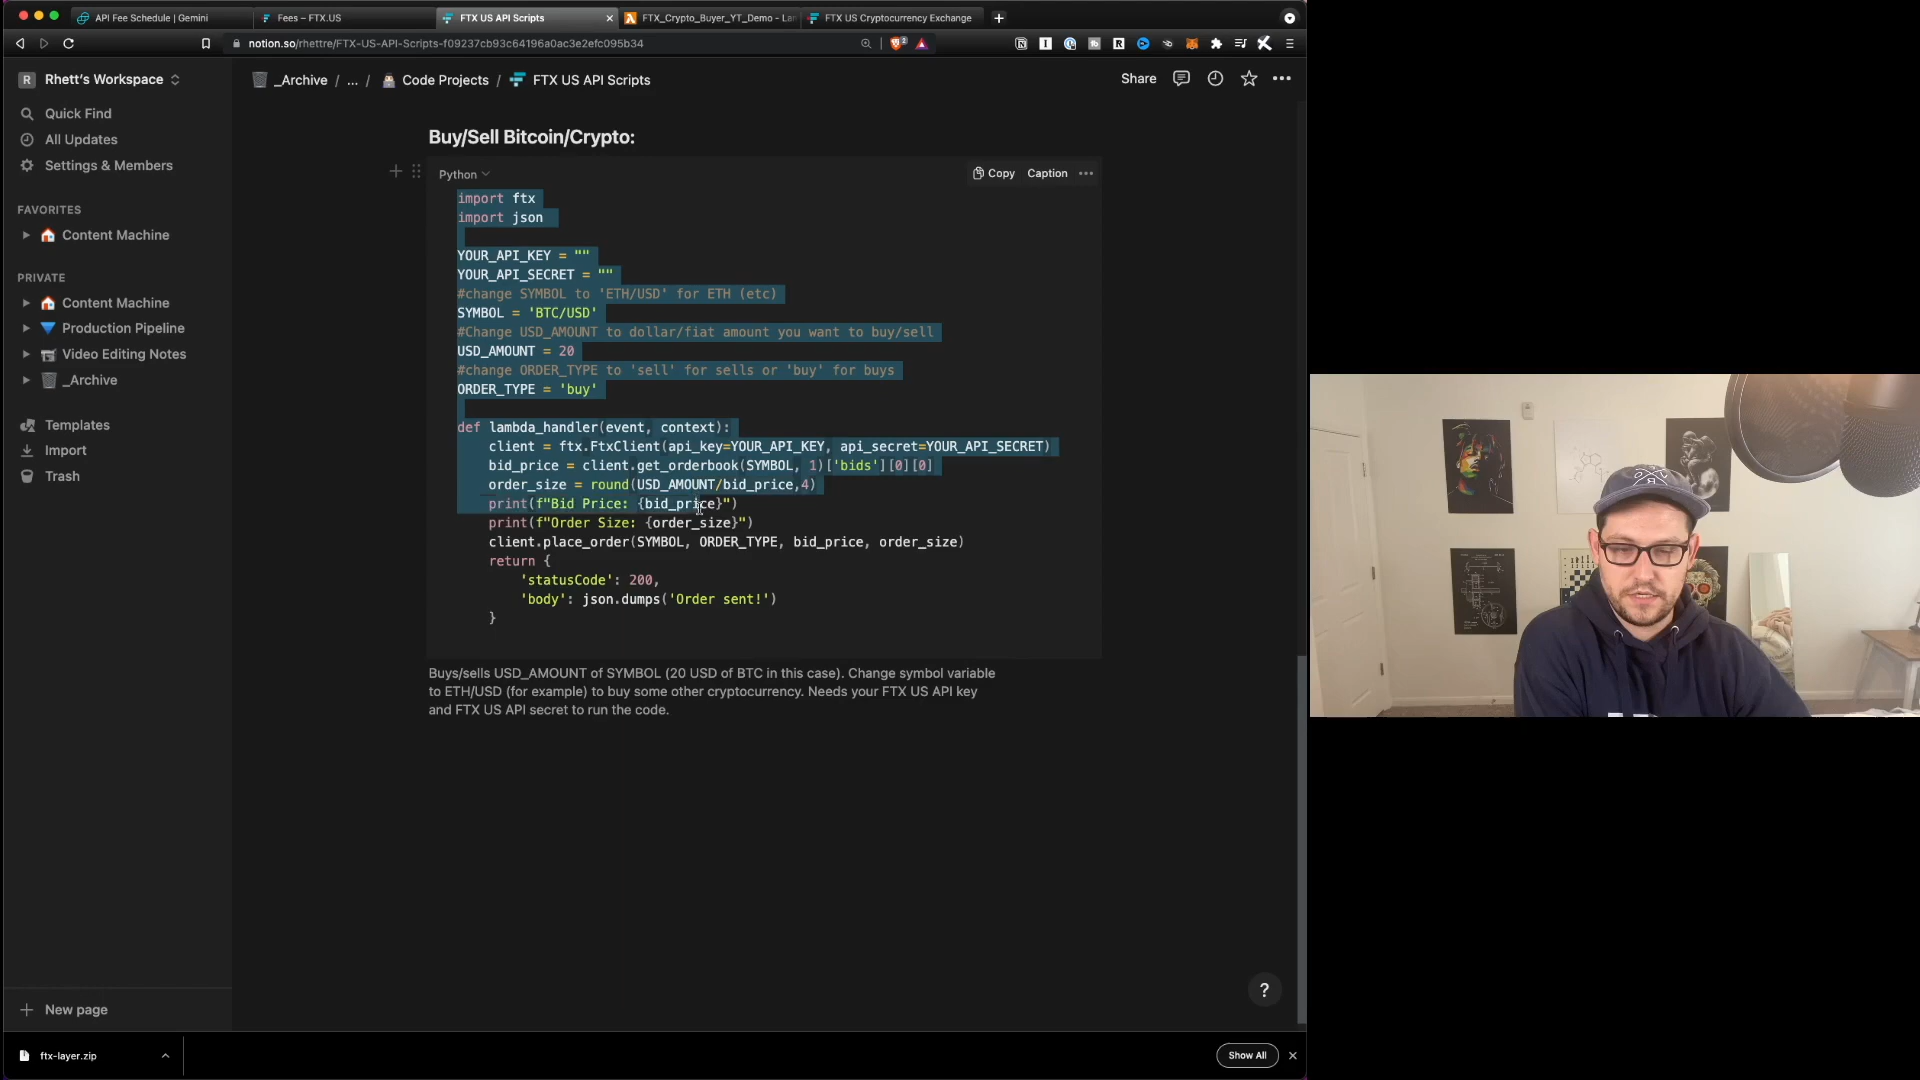 API Fee Schedule | Gemini
Fees – FTX.US
FTX US API Scripts
FTX_Crypto_Buyer_YT_Demo - Lar
FTX US Cryptocurrency Exchange
notion.so/rhettre/FTX-US-API-Scripts-f09237cb93c64196a0ac3e2efc095b34
R Rhett's Workspace
_Archive / ... / Code Projects / FTX US API Scripts
Share
Quick Find
All Updates
Settings & Members
FAVORITES
Content Machine
PRIVATE
Content Machine
Production Pipeline
Video Editing Notes
_Archive
Templates
Import
Trash
New page
Buy/Sell Bitcoin/Crypto:
Python
Copy Caption
import ftx
import json
YOUR_API_KEY = ""
YOUR_API_SECRET = ""
#change SYMBOL to 'ETH/USD' for ETH (etc)
SYMBOL = 'BTC/USD'
#Change USD_AMOUNT to dollar/fiat amount you want to buy/sell
USD_AMOUNT = 20
#change ORDER_TYPE to 'sell' for sells or 'buy' for buys
ORDER_TYPE = 'buy'
def lambda_handler(event, context):
client = ftx.FtxClient(api_key=YOUR_API_KEY, api_secret=YOUR_API_SECRET)
bid_price = client.get_orderbook(SYMBOL, 1)['bids'][0][0]
order_size = round(USD_AMOUNT/bid_price,4)
print(f"Bid Price: {bid_price}")
print(f"Order Size: {order_size}")
client.place_order(SYMBOL, ORDER_TYPE, bid_price, order_size)
return {
'statusCode': 200,
'body': json.dumps('Order sent!')
}
Buys/sells USD_AMOUNT of SYMBOL (20 USD of BTC in this case). Change symbol variable
to ETH/USD (for example) to buy some other cryptocurrency. Needs your FTX US API key
and FTX US API secret to run the code.
?
ftx-layer.zip
Show All